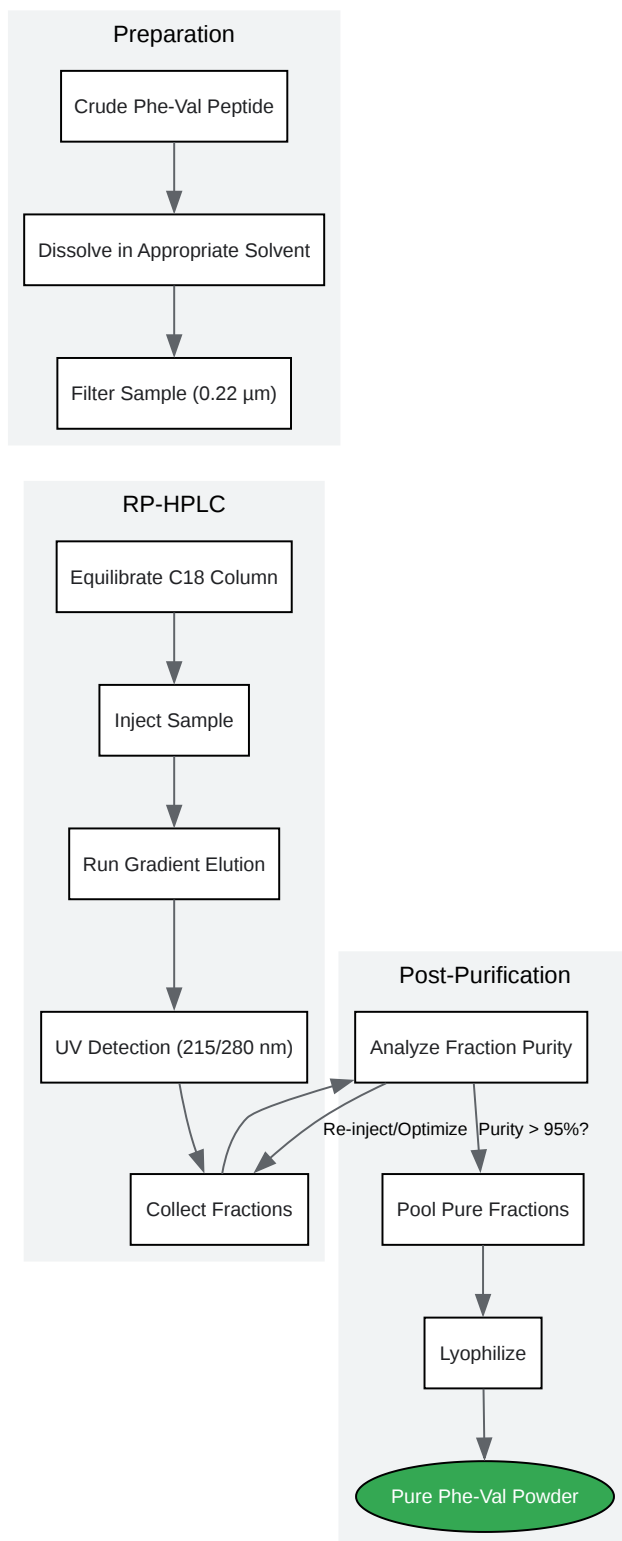 Preparation
Crude Phe-Val Peptide
Dissolve in Appropriate Solvent
Filter Sample (0.22 µm)
RP-HPLC
Equilibrate C18 Column
Inject Sample
Run Gradient Elution
UV Detection (215/280 nm)
Collect Fractions
Post-Purification
Analyze Fraction Purity
Re-inject/Optimize
Purity > 95%?
Pool Pure Fractions
Lyophilize
Pure Phe-Val Powder